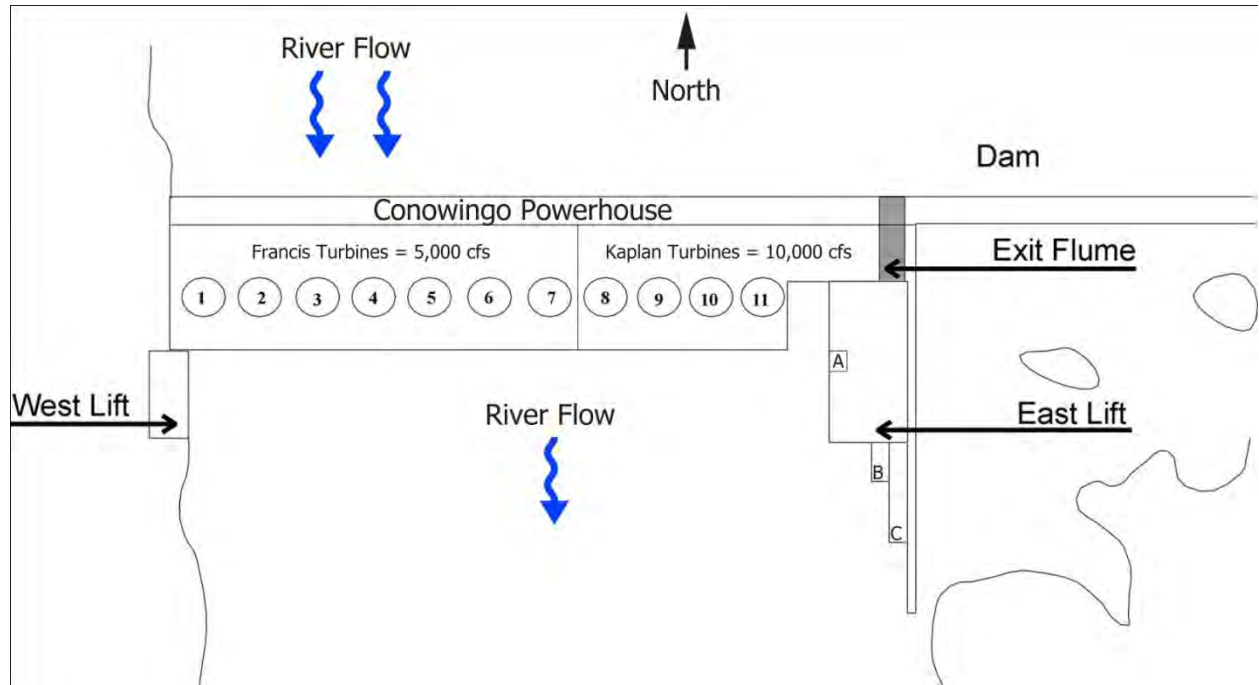 River Flow
North
Dam
Conowingo Powerhouse
Francis Turbines = 5,000 cfs
Kaplan Turbines = 10,000 cfs
Exit Flume
1 2 3 4 5 6 7 8 9 10 11
A
West Lift
River Flow
East Lift
B
C